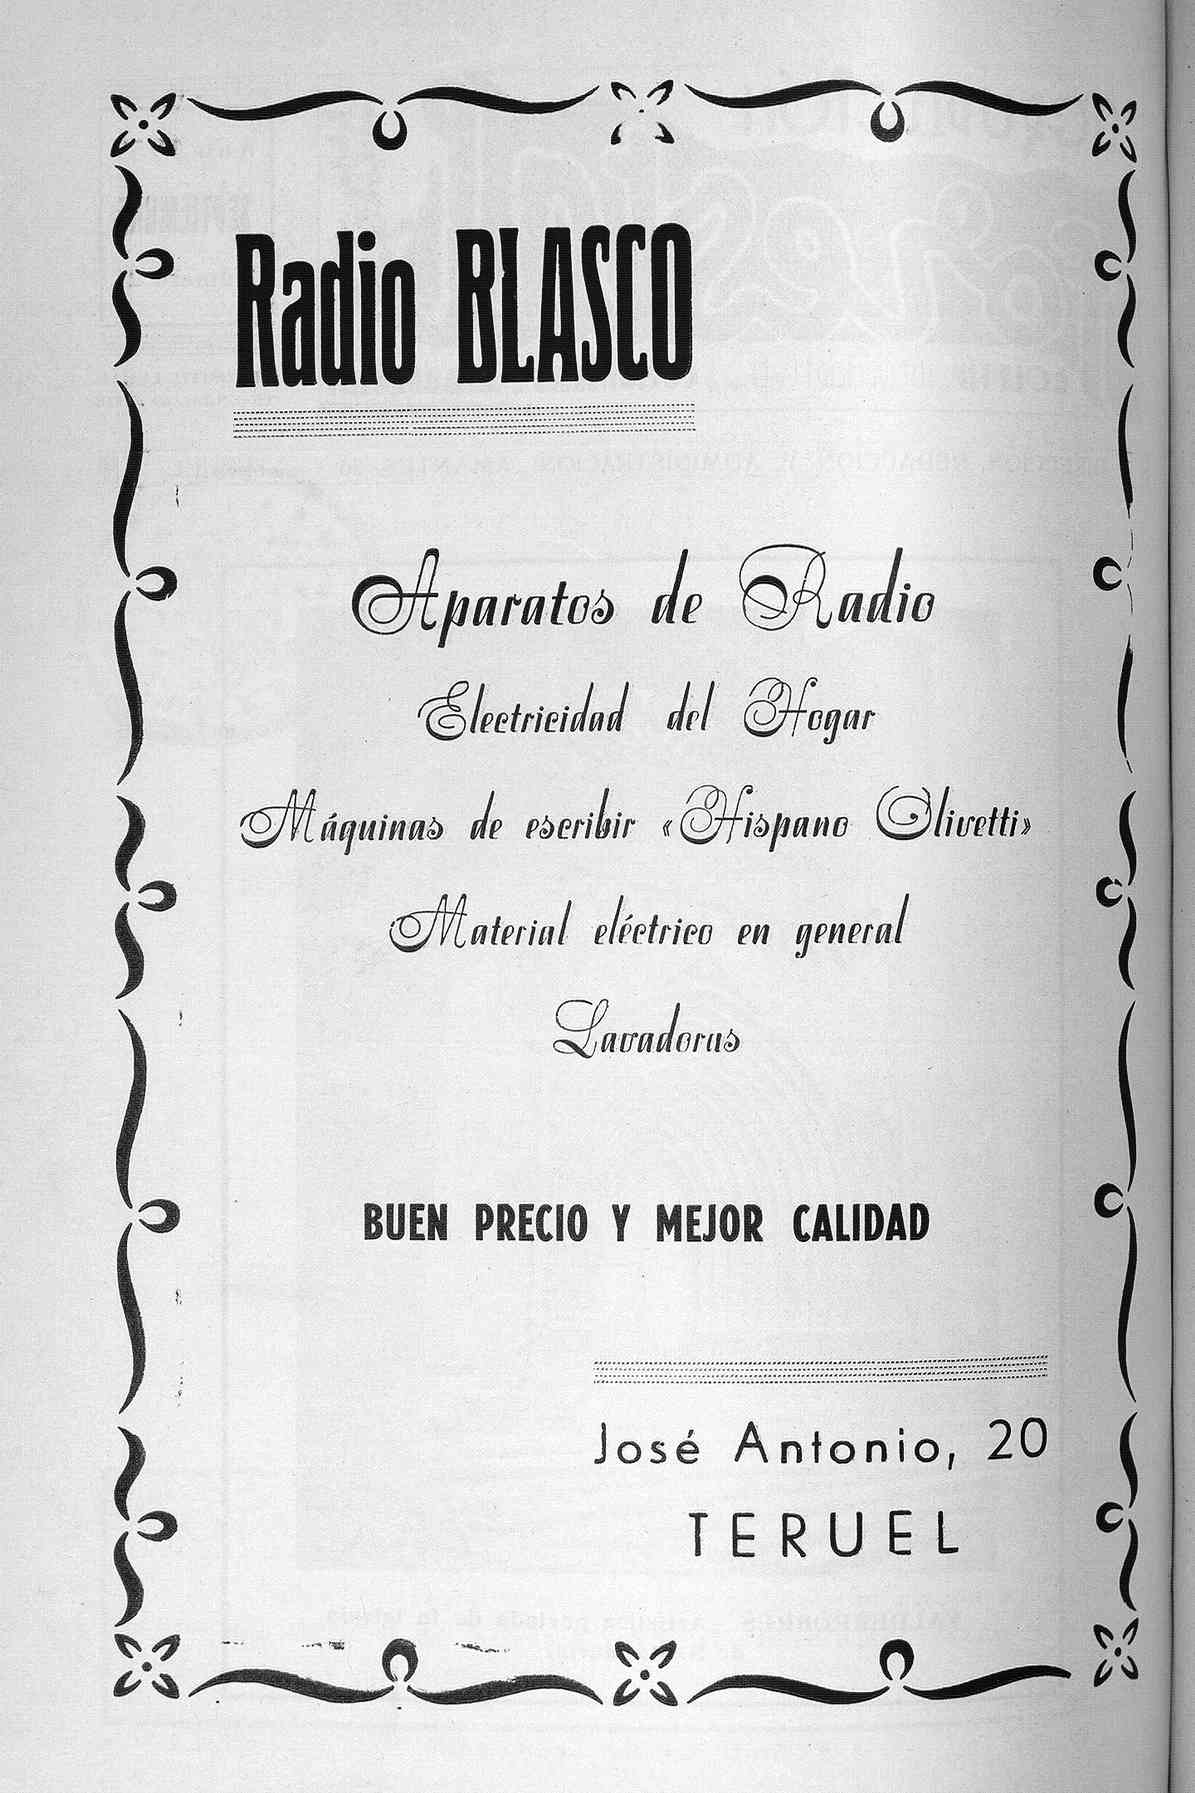 Radio BLASCO
Aparatos de Radio
Electricidad del Hogar
Máquinas de escribir «Hispano Olivetti»
Material eléctrico en general
Lavadoras
BUEN PRECIO Y MEJOR CALIDAD
José Antonio, 20
TERUEL